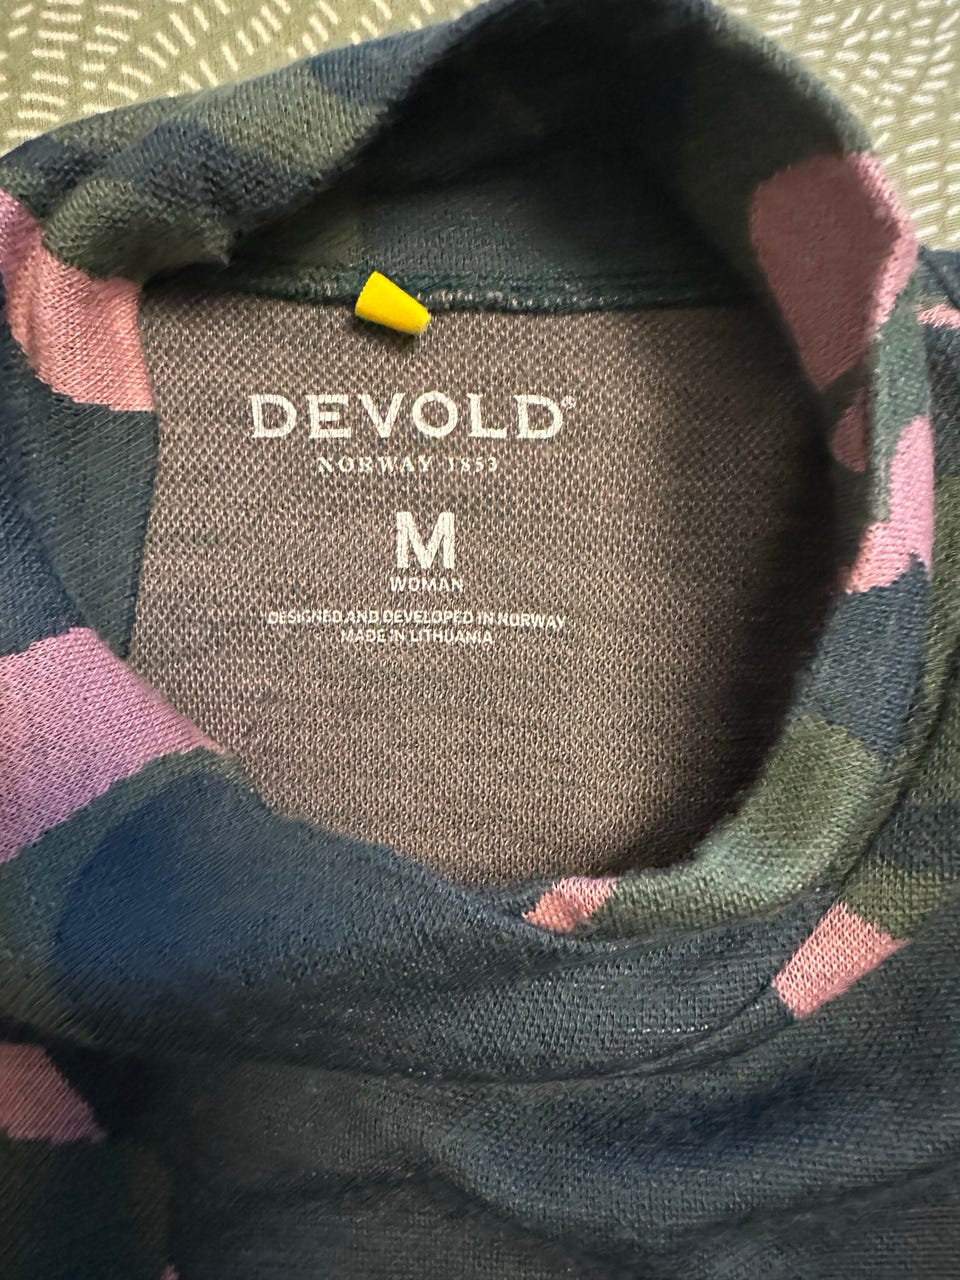 DEVOLD®
NORWAY 1853
M
WOMAN
DESIGNED AND DEVELOPED IN NORWAY
MADE IN LITHUANIA